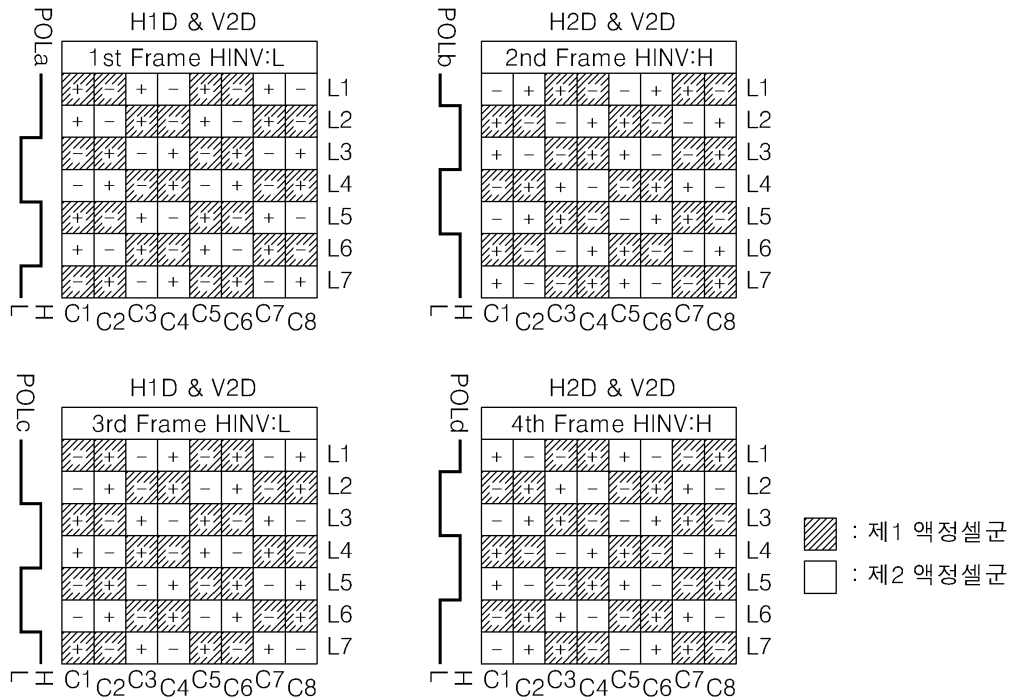 POLa
H1D & V2D
1st Frame HINV:L
+ − + − + − + − L1
+ − + − + − + − L2
− + − + − + − + L3
− + − + − + − + L4
+ − + − + − + − L5
+ − + − + − + − L6
− + − + − + − + L7
L H C1 C2 C3 C4 C5 C6 C7 C8
POLb
H2D & V2D
2nd Frame HINV:H
− + + − − + + − L1
+ − − + + − − + L2
+ − − + + − − + L3
− + + − − + + − L4
− + + − − + + − L5
+ − − + + − − + L6
+ − − + + − − + L7
L H C1 C2 C3 C4 C5 C6 C7 C8
POLc
H1D & V2D
3rd Frame HINV:L
− + − + − + − + L1
− + − + − + − + L2
+ − + − + − + − L3
+ − + − + − + − L4
− + − + − + − + L5
− + − + − + − + L6
+ − + − + − + − L7
L H C1 C2 C3 C4 C5 C6 C7 C8
POLd
H2D & V2D
4th Frame HINV:H
+ − − + + − − + L1
− + + − − + + − L2
− + + − − + + − L3
+ − − + + − − + L4
+ − − + + − − + L5
− + + − − + + − L6
− + + − − + + − L7
L H C1 C2 C3 C4 C5 C6 C7 C8
: 제1 액정셀군
: 제2 액정셀군